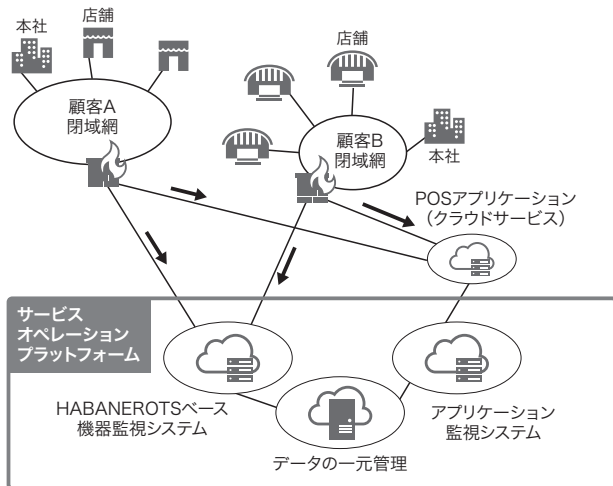 本社
店舗
店舗
顧客A
閉域網
顧客B
閉域網
本社
POSアプリケーション
（クラウドサービス）
サービス
オペレーション
プラットフォーム
HABANEROTSベース
機器監視システム
アプリケーション
監視システム
データの一元管理